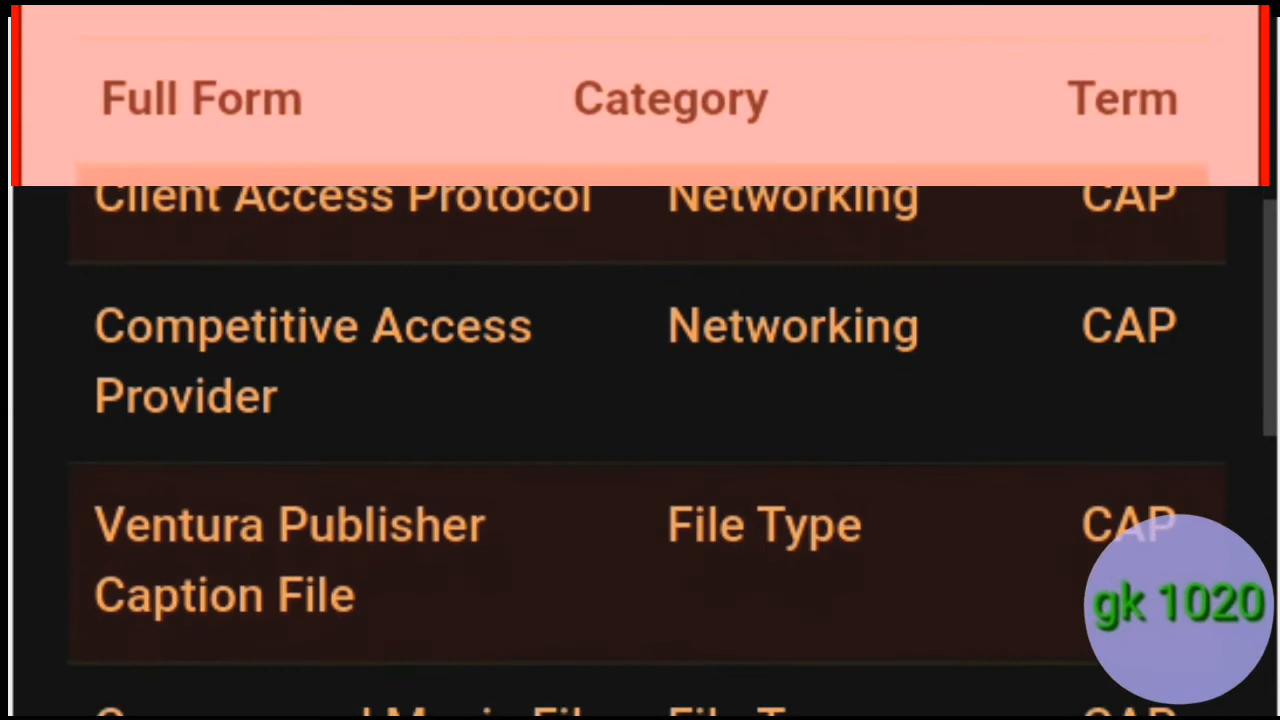 Full Form Category Term
Client Access Protocol Networking CAP
Competitive Access Networking CAP
Provider
Ventura Publisher File Type CAP
Caption File
gk 1020
File